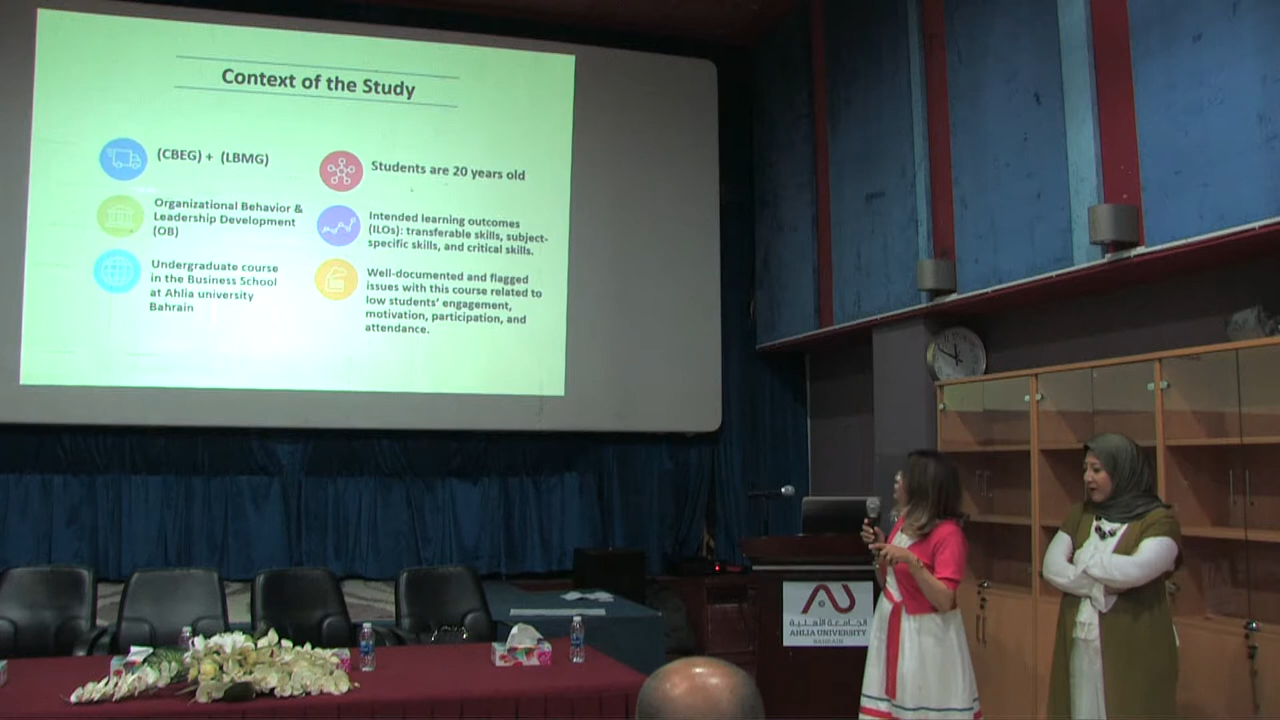 Context of the Study
(CBEG) + (LBMG)
Organizational Behavior &
Leadership Development
(OB)
Undergraduate course
in the Business School
at Ahlia university
Bahrain
Students are 20 years old
Intended learning outcomes
(ILOs): transferable skills, subject-
specific skills, and critical skills.
Well-documented and flagged
issues with this course related to
low students’ engagement,
motivation, participation, and
attendance.
الجامعة الأهلية
AHLIA UNIVERSITY
BAHRAIN